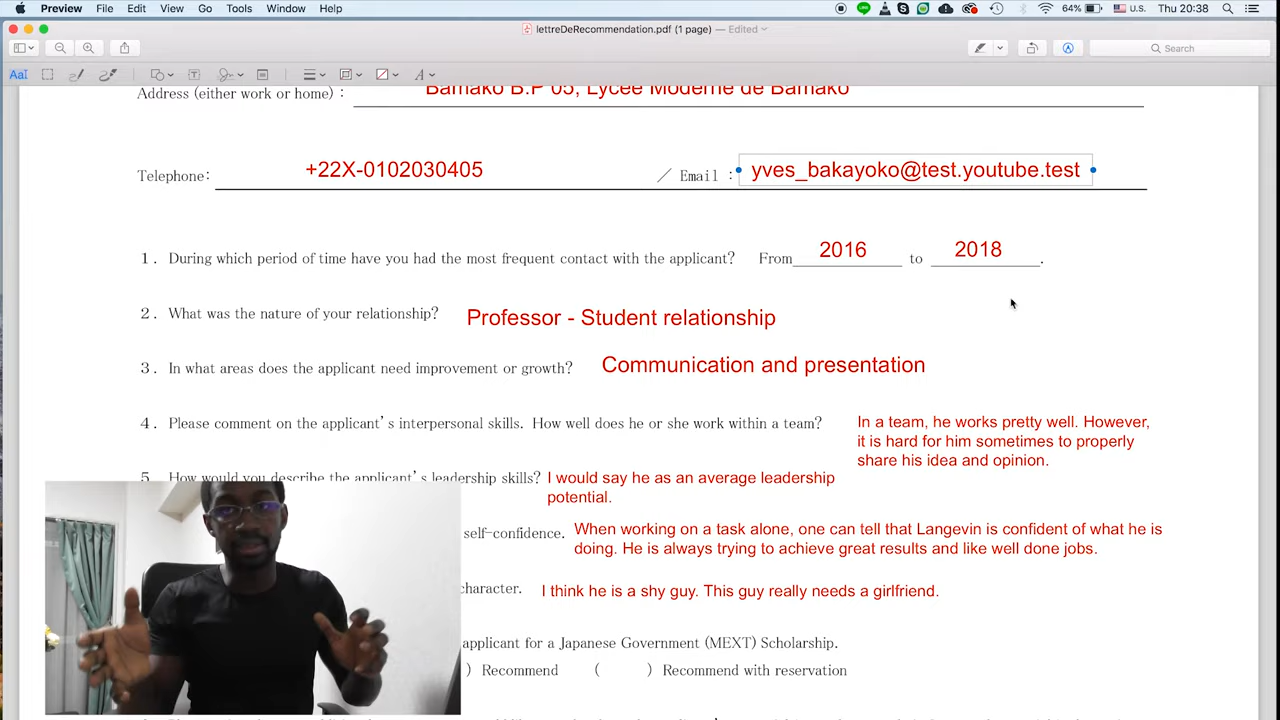 Preview File Edit View Go Tools Window Help 64% U.S. Thu 20:38
lettreDeRecommendation.pdf (1 page) — Edited
Search
AaI T A
Address (either work or home) : Bamako B.P 05, Lycée Moderne de Bamako
Telephone: +22X-0102030405 ／ Email : yves_bakayoko@test.youtube.test
１．During which period of time have you had the most frequent contact with the applicant? From 2016 to 2018.
２．What was the nature of your relationship? Professor - Student relationship
３．In what areas does the applicant need improvement or growth? Communication and presentation
４．Please comment on the applicant's interpersonal skills. How well does he or she work within a team? In a team, he works pretty well. However,
it is hard for him sometimes to properly
share his idea and opinion.
５．How would you describe the applicant's leadership skills? I would say he as an average leadership
potential.
self-confidence. When working on a task alone, one can tell that Langevin is confident of what he is
doing. He is always trying to achieve great results and like well done jobs.
character. I think he is a shy guy. This guy really needs a girlfriend.
applicant for a Japanese Government (MEXT) Scholarship.
) Recommend ( ) Recommend with reservation